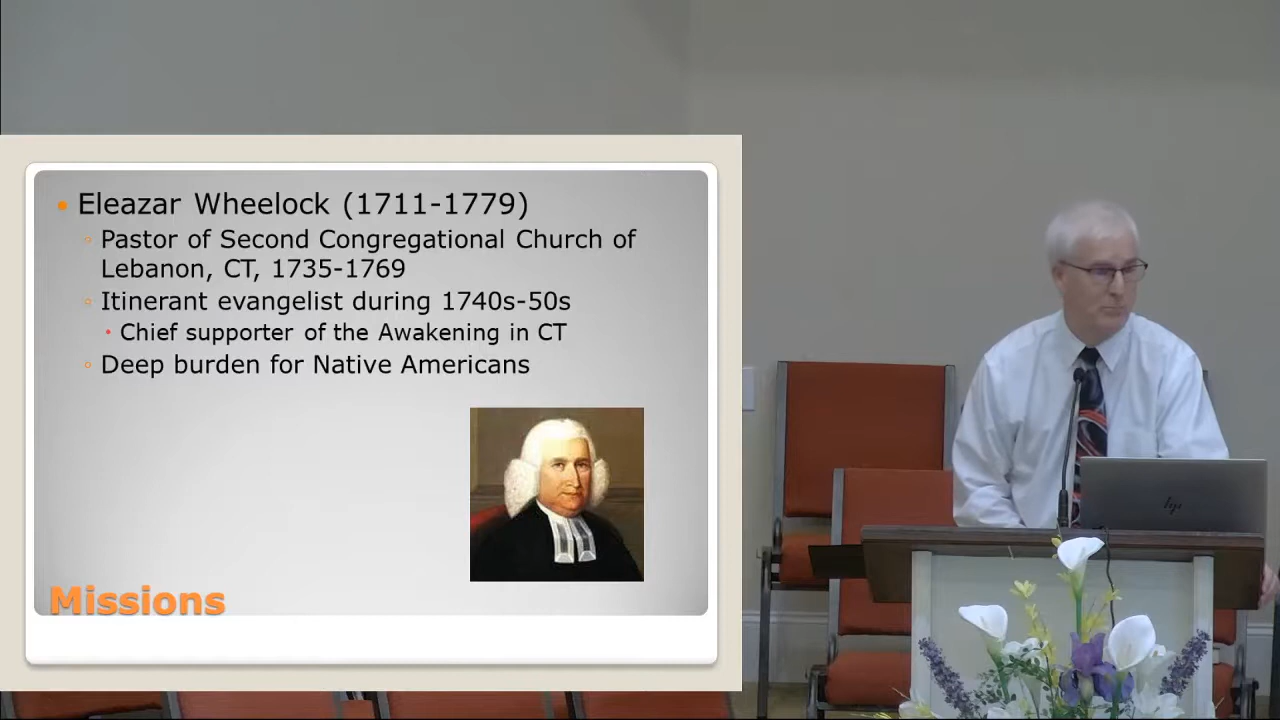 Eleazar Wheelock (1711-1779)
Pastor of Second Congregational Church of
Lebanon, CT, 1735-1769
Itinerant evangelist during 1740s-50s
Chief supporter of the Awakening in CT
Deep burden for Native Americans
Missions
hp